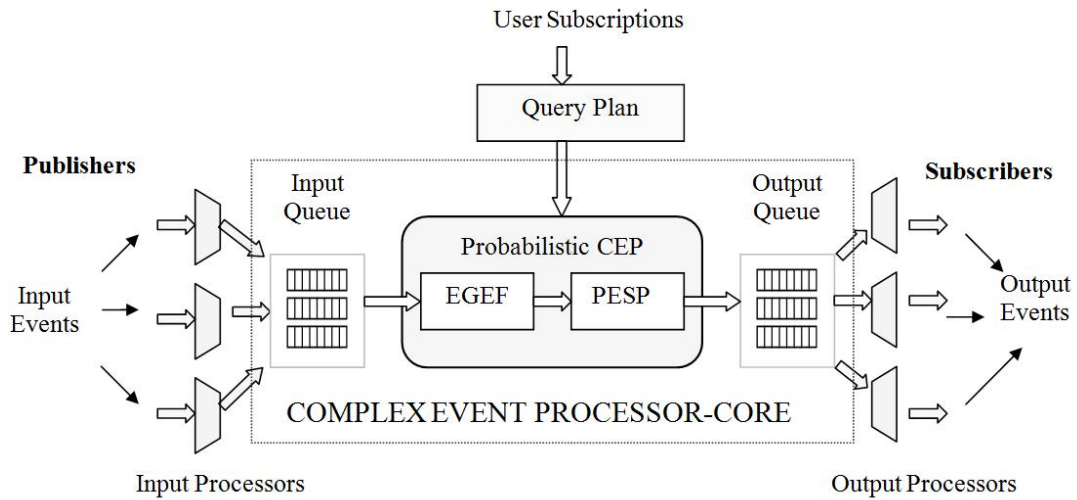 User Subscriptions
Query Plan
Publishers
Subscribers
Input
Queue
Output
Queue
Probabilistic CEP
EGEF
PESP
Input
Events
Output
Events
COMPLEX EVENT PROCESSOR-CORE
Input Processors
Output Processors